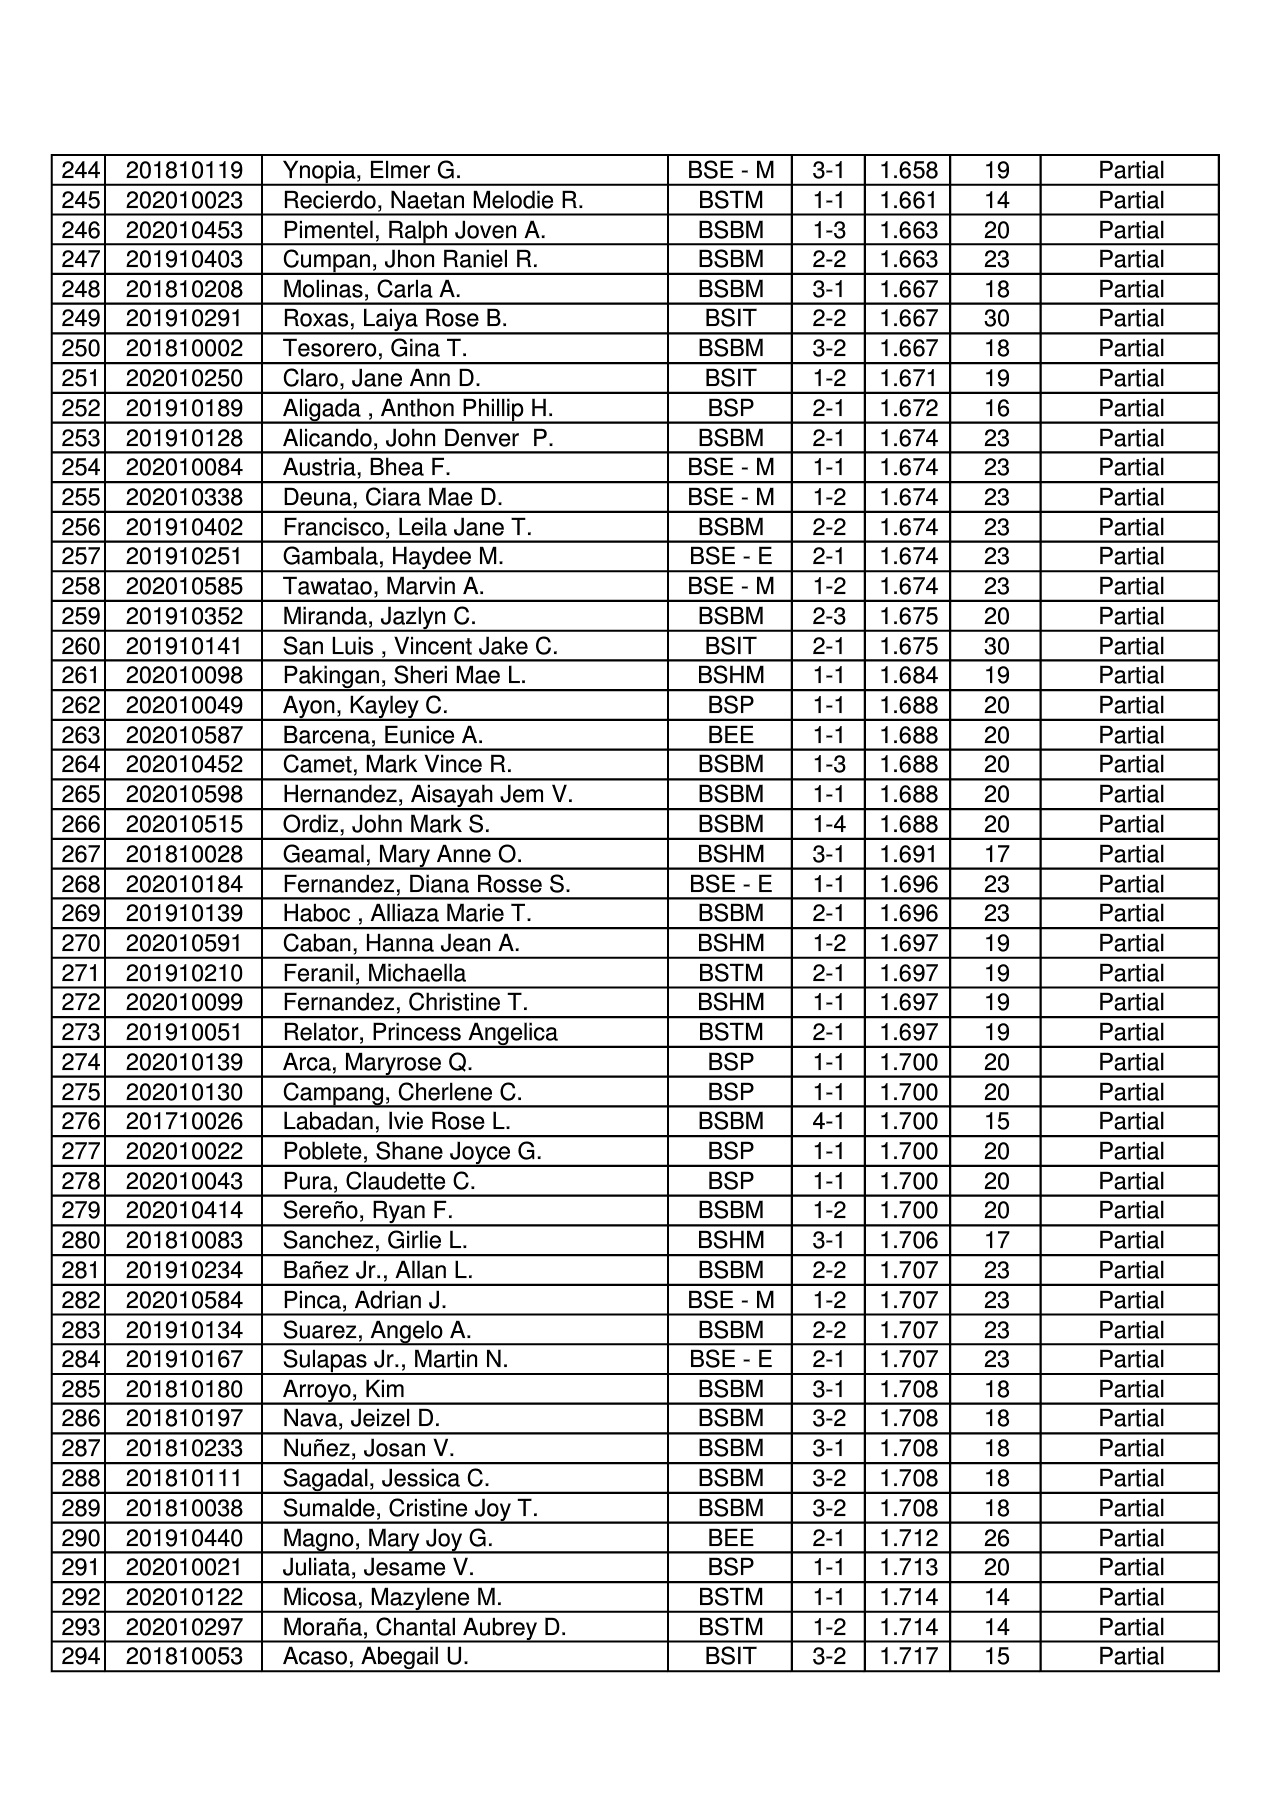 244 201810119 Ynopia, Elmer G. BSE - M 3-1 1.658 19 Partial
245 202010023 Recierdo, Naetan Melodie R. BSTM 1-1 1.661 14 Partial
246 202010453 Pimentel, Ralph Joven A. BSBM 1-3 1.663 20 Partial
247 201910403 Cumpan, Jhon Raniel R. BSBM 2-2 1.663 23 Partial
248 201810208 Molinas, Carla A. BSBM 3-1 1.667 18 Partial
249 201910291 Roxas, Laiya Rose B. BSIT 2-2 1.667 30 Partial
250 201810002 Tesorero, Gina T. BSBM 3-2 1.667 18 Partial
251 202010250 Claro, Jane Ann D. BSIT 1-2 1.671 19 Partial
252 201910189 Aligada , Anthon Phillip H. BSP 2-1 1.672 16 Partial
253 201910128 Alicando, John Denver  P. BSBM 2-1 1.674 23 Partial
254 202010084 Austria, Bhea F. BSE - M 1-1 1.674 23 Partial
255 202010338 Deuna, Ciara Mae D. BSE - M 1-2 1.674 23 Partial
256 201910402 Francisco, Leila Jane T. BSBM 2-2 1.674 23 Partial
257 201910251 Gambala, Haydee M. BSE - E 2-1 1.674 23 Partial
258 202010585 Tawatao, Marvin A. BSE - M 1-2 1.674 23 Partial
259 201910352 Miranda, Jazlyn C. BSBM 2-3 1.675 20 Partial
260 201910141 San Luis , Vincent Jake C. BSIT 2-1 1.675 30 Partial
261 202010098 Pakingan, Sheri Mae L. BSHM 1-1 1.684 19 Partial
262 202010049 Ayon, Kayley C. BSP 1-1 1.688 20 Partial
263 202010587 Barcena, Eunice A. BEE 1-1 1.688 20 Partial
264 202010452 Camet, Mark Vince R. BSBM 1-3 1.688 20 Partial
265 202010598 Hernandez, Aisayah Jem V. BSBM 1-1 1.688 20 Partial
266 202010515 Ordiz, John Mark S. BSBM 1-4 1.688 20 Partial
267 201810028 Geamal, Mary Anne O. BSHM 3-1 1.691 17 Partial
268 202010184 Fernandez, Diana Rosse S. BSE - E 1-1 1.696 23 Partial
269 201910139 Haboc , Alliaza Marie T. BSBM 2-1 1.696 23 Partial
270 202010591 Caban, Hanna Jean A. BSHM 1-2 1.697 19 Partial
271 201910210 Feranil, Michaella BSTM 2-1 1.697 19 Partial
272 202010099 Fernandez, Christine T. BSHM 1-1 1.697 19 Partial
273 201910051 Relator, Princess Angelica BSTM 2-1 1.697 19 Partial
274 202010139 Arca, Maryrose Q. BSP 1-1 1.700 20 Partial
275 202010130 Campang, Cherlene C. BSP 1-1 1.700 20 Partial
276 201710026 Labadan, Ivie Rose L. BSBM 4-1 1.700 15 Partial
277 202010022 Poblete, Shane Joyce G. BSP 1-1 1.700 20 Partial
278 202010043 Pura, Claudette C. BSP 1-1 1.700 20 Partial
279 202010414 Sereño, Ryan F. BSBM 1-2 1.700 20 Partial
280 201810083 Sanchez, Girlie L. BSHM 3-1 1.706 17 Partial
281 201910234 Bañez Jr., Allan L. BSBM 2-2 1.707 23 Partial
282 202010584 Pinca, Adrian J. BSE - M 1-2 1.707 23 Partial
283 201910134 Suarez, Angelo A. BSBM 2-2 1.707 23 Partial
284 201910167 Sulapas Jr., Martin N. BSE - E 2-1 1.707 23 Partial
285 201810180 Arroyo, Kim BSBM 3-1 1.708 18 Partial
286 201810197 Nava, Jeizel D. BSBM 3-2 1.708 18 Partial
287 201810233 Nuñez, Josan V. BSBM 3-1 1.708 18 Partial
288 201810111 Sagadal, Jessica C. BSBM 3-2 1.708 18 Partial
289 201810038 Sumalde, Cristine Joy T. BSBM 3-2 1.708 18 Partial
290 201910440 Magno, Mary Joy G. BEE 2-1 1.712 26 Partial
291 202010021 Juliata, Jesame V. BSP 1-1 1.713 20 Partial
292 202010122 Micosa, Mazylene M. BSTM 1-1 1.714 14 Partial
293 202010297 Moraña, Chantal Aubrey D. BSTM 1-2 1.714 14 Partial
294 201810053 Acaso, Abegail U. BSIT 3-2 1.717 15 Partial